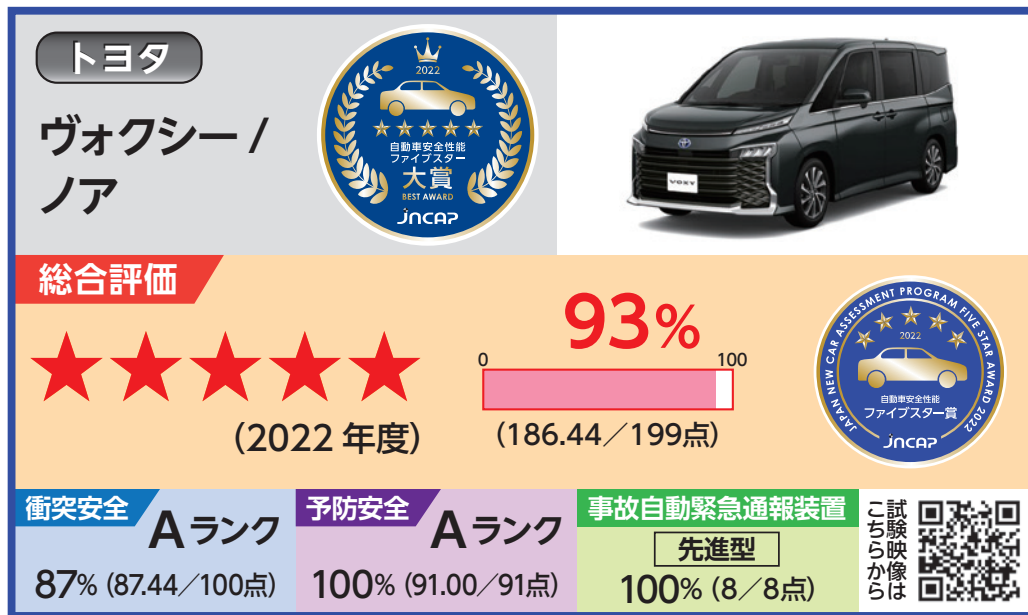 トヨタ
ヴォクシー /
ノア
2022
自動車安全性能
ファイブスター
大賞
BEST AWARD
JNCAP
VOXY
総合評価
93%
0
100
(2022 年度)
(186.44／199点)
JAPAN NEW CAR ASSESSMENT PROGRAM FIVE STAR AWARD 2022
2022
自動車安全性能
ファイブスター賞
JNCAP
衝突安全
Aランク
87% (87.44／100点)
予防安全
Aランク
100% (91.00／91点)
事故自動緊急通報装置
先進型
100% (8／8点)
試験映像は
こちらから